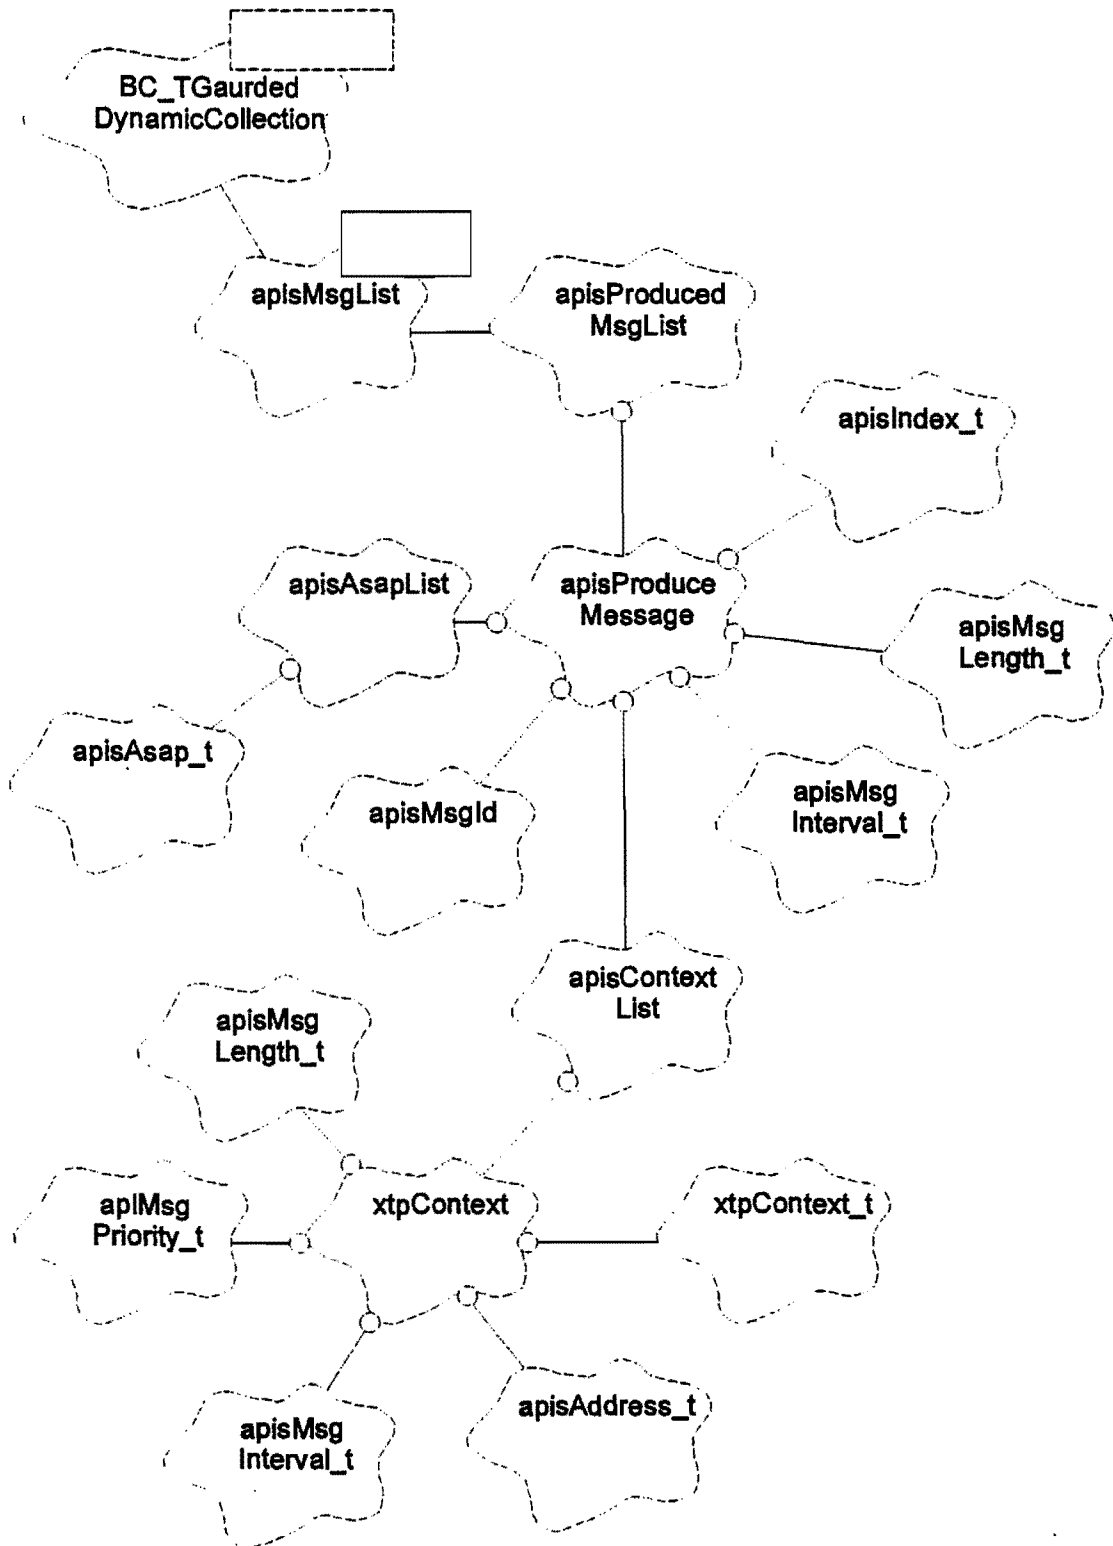 BC_TGaurded
DynamicCollection
apisMsgList
apisProduced
MsgList
apisIndex_t
apisAsapList
apisProduce
Message
apisMsg
Length_t
apisAsap_t
apisMsgId
apisMsg
Interval_t
apisContext
List
apisMsg
Length_t
apIMsg
Priority_t
xtpContext
xtpContext_t
apisMsg
Interval_t
apisAddress_t